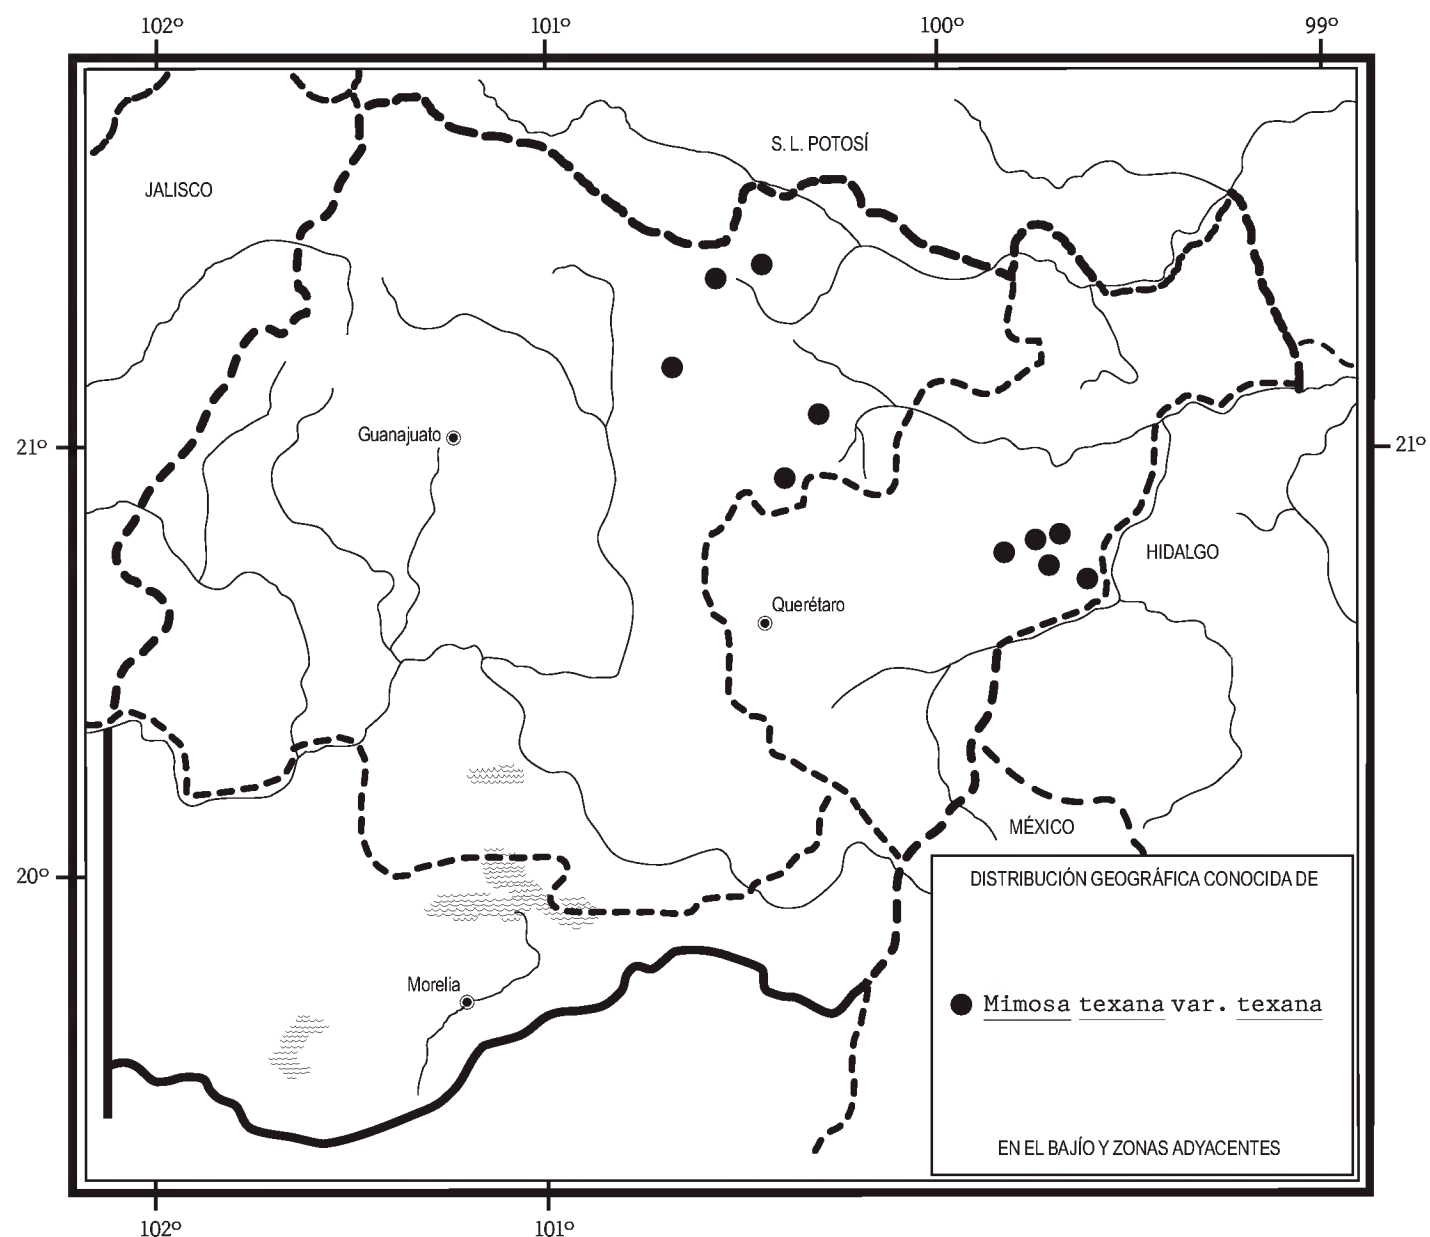 102º 101º 100º 99º
S. L. POTOSÍ
JALISCO
Guanajuato
21º 21º
HIDALGO
Querétaro
MÉXICO
20º
DISTRIBUCIÓN GEOGRÁFICA CONOCIDA DE
Morelia
Mimosa texana var. texana
EN EL BAJÍO Y ZONAS ADYACENTES
102º 101º